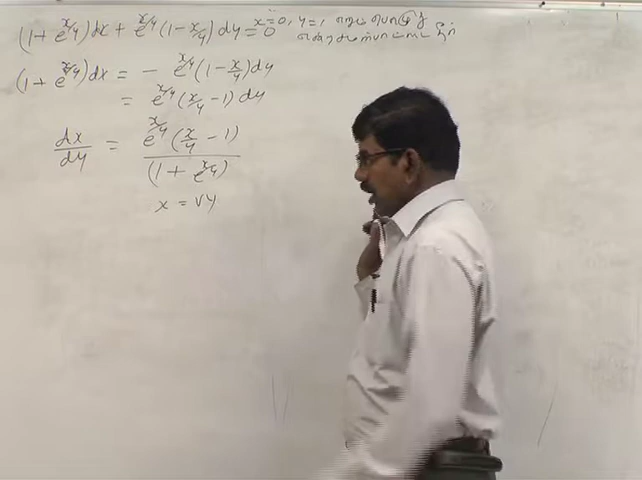 (1 + e^{x/y}) dx + e^{x/y} (1 - x/y) dy = 0 x = 0, y = 1
(1 + e^{x/y}) dx = - e^{x/y} (1 - x/y) dy
= e^{x/y} (x/y - 1) dy
dx/dy = e^{x/y} (x/y - 1) / (1 + e^{x/y})
x = vy